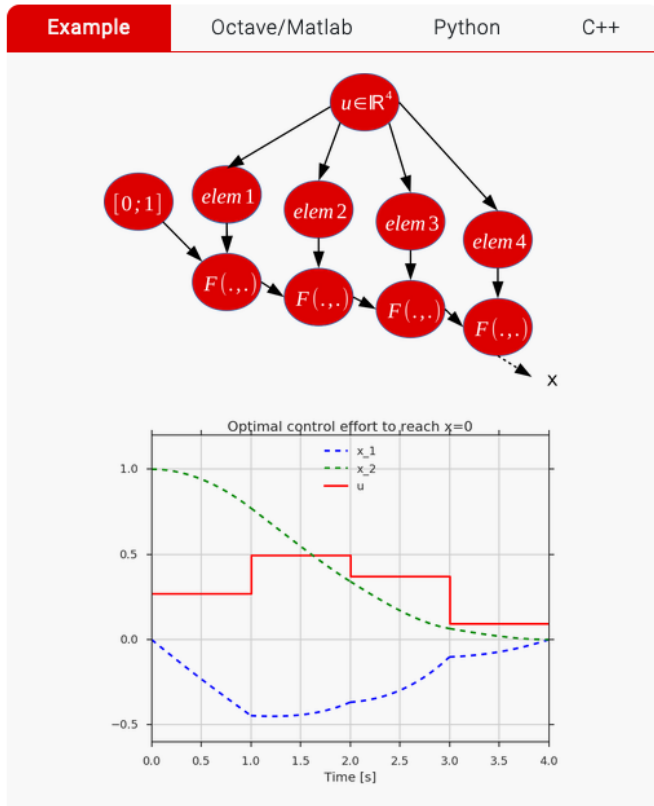 Example Octave/Matlab Python C++
u∈ℝ⁴
[0;1] elem 1 elem 2 elem 3 elem 4
F(.,.) F(.,.) F(.,.) F(.,.)
x
Optimal control effort to reach x=0
x_1
x_2
u
1.0
0.5
0.0
−0.5
0.0 0.5 1.0 1.5 2.0 2.5 3.0 3.5 4.0
Time [s]